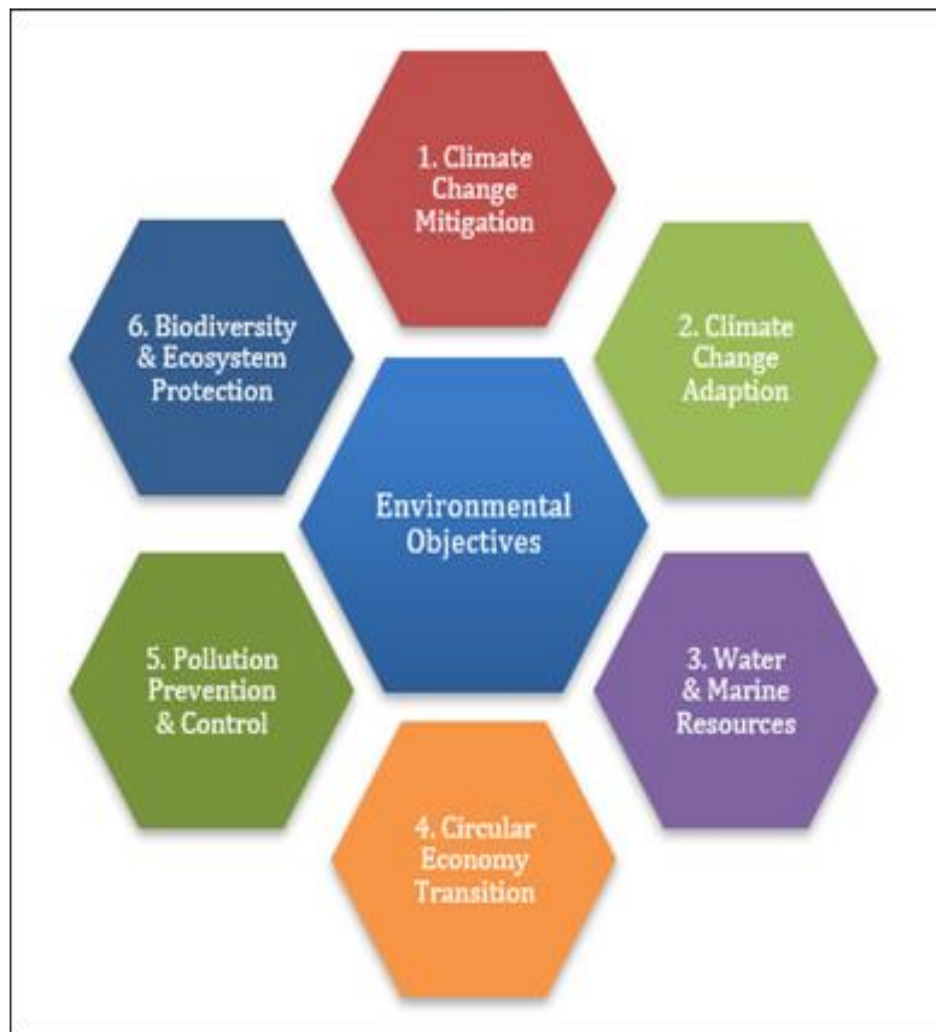 1. Climate
Change
Mitigation
2. Climate
Change
Adaption
3. Water
& Marine
Resources
4. Circular
Economy
Transition
5. Pollution
Prevention
& Control
6. Biodiversity
& Ecosystem
Protection
Environmental
Objectives